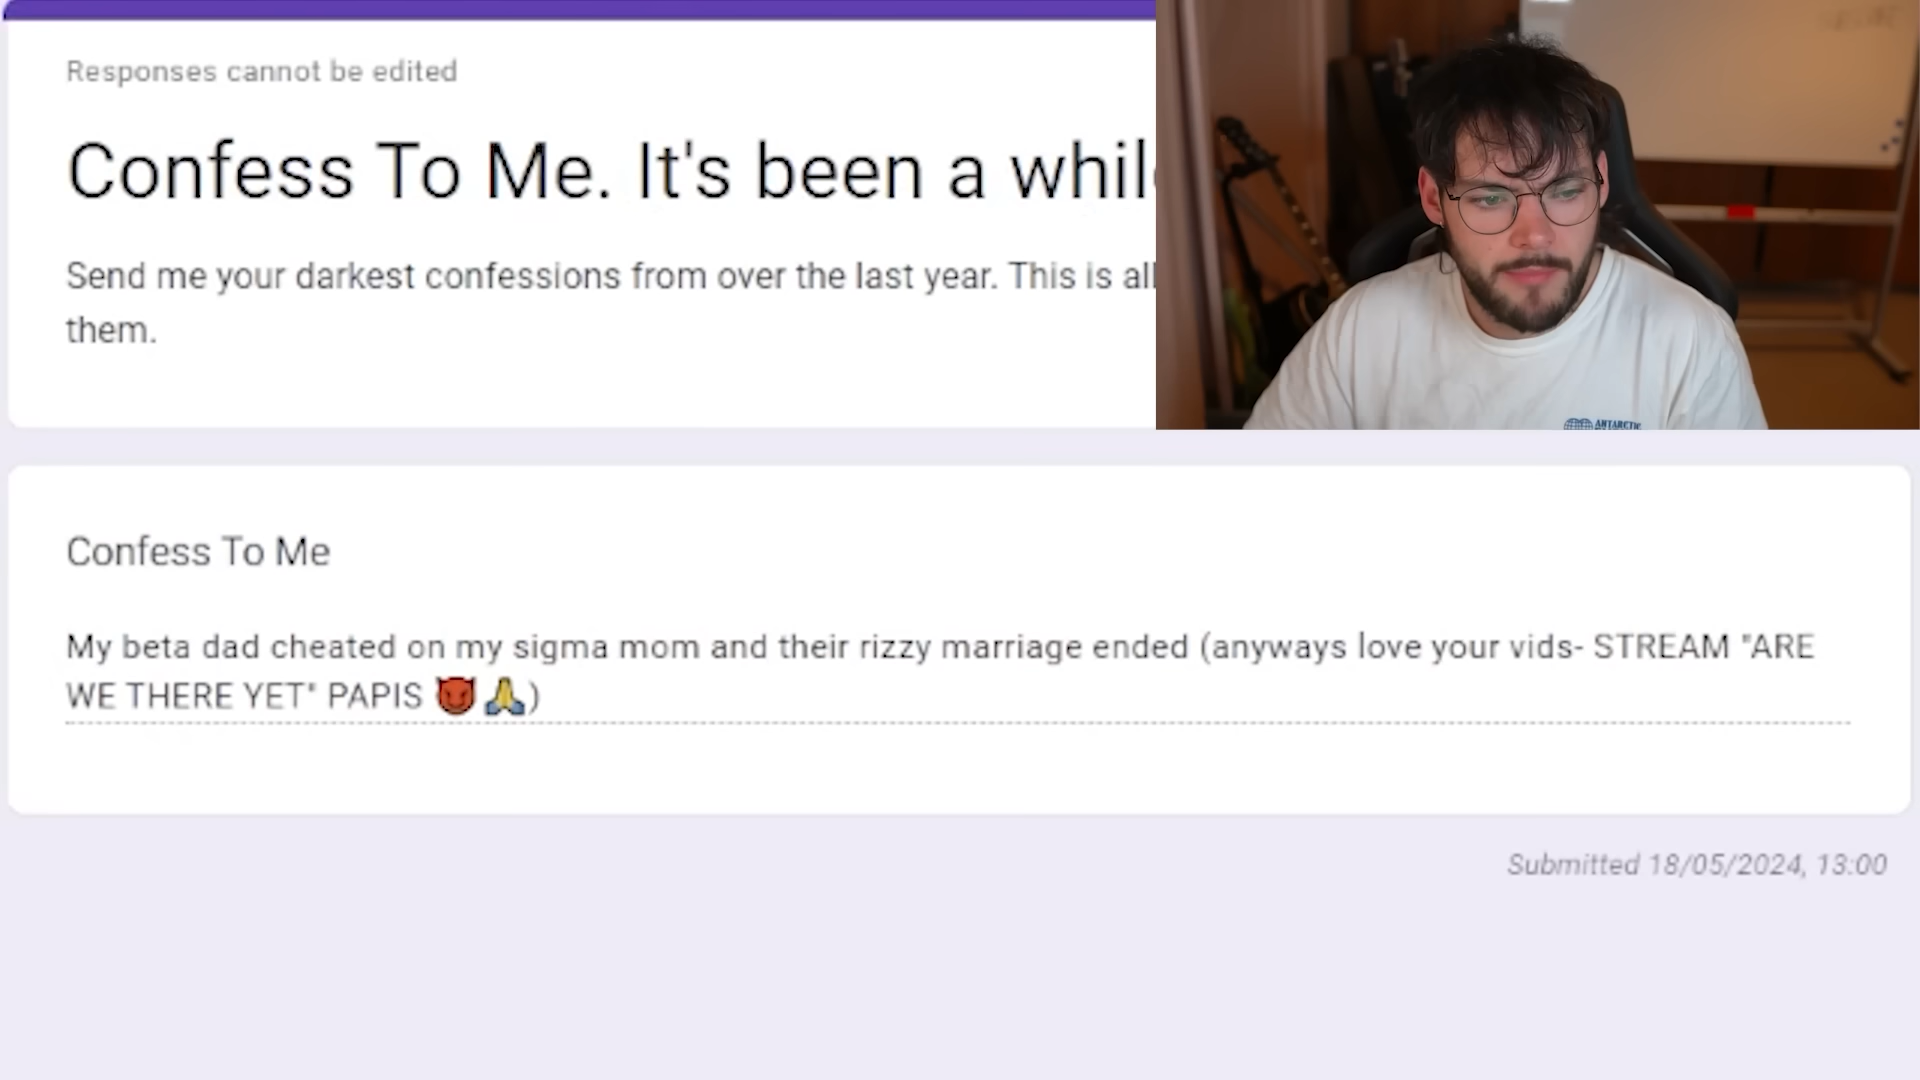 Responses cannot be edited
Confess To Me. It's been a whil
Send me your darkest confessions from over the last year. This is all
them.
ANTARCTIC
Confess To Me
My beta dad cheated on my sigma mom and their rizzy marriage ended (anyways love your vids- STREAM "ARE
WE THERE YET" PAPIS 😈🙏)
Submitted 18/05/2024, 13:00